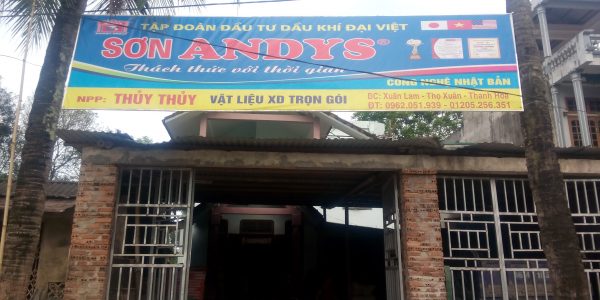 TẬP ĐOÀN ĐẦU TƯ DẦU KHÍ ĐẠI VIỆT
SƠN ANDYS®
Thách thức với thời gian
CÔNG NGHỆ NHẬT BẢN
NPP: THỦY THỦY VẬT LIỆU XD TRỌN GÓI
ĐC: Xuân Lam - Thọ Xuân - Thanh Hóa
ĐT: 0962.051.939 - 01205.256.351